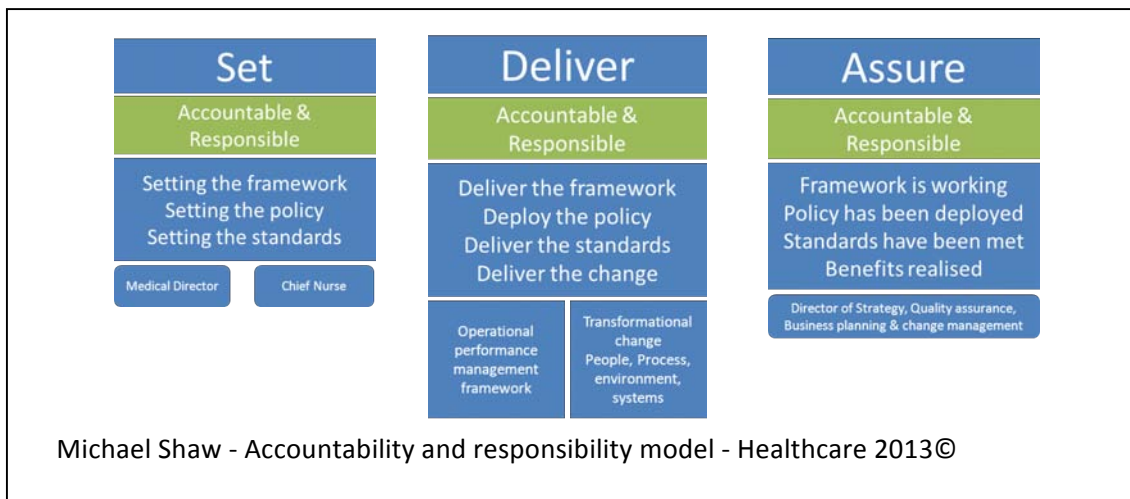 Set
Accountable &
Responsible
Setting the framework
Setting the policy
Setting the standards
Medical Director
Chief Nurse
Deliver
Accountable &
Responsible
Deliver the framework
Deploy the policy
Deliver the standards
Deliver the change
Operational
performance
management
framework
Transformational
change
People, Process,
environment,
systems
Assure
Accountable &
Responsible
Framework is working
Policy has been deployed
Standards have been met
Benefits realised
Director of Strategy, Quality assurance,
Business planning & change management
Michael Shaw - Accountability and responsibility model - Healthcare 2013©